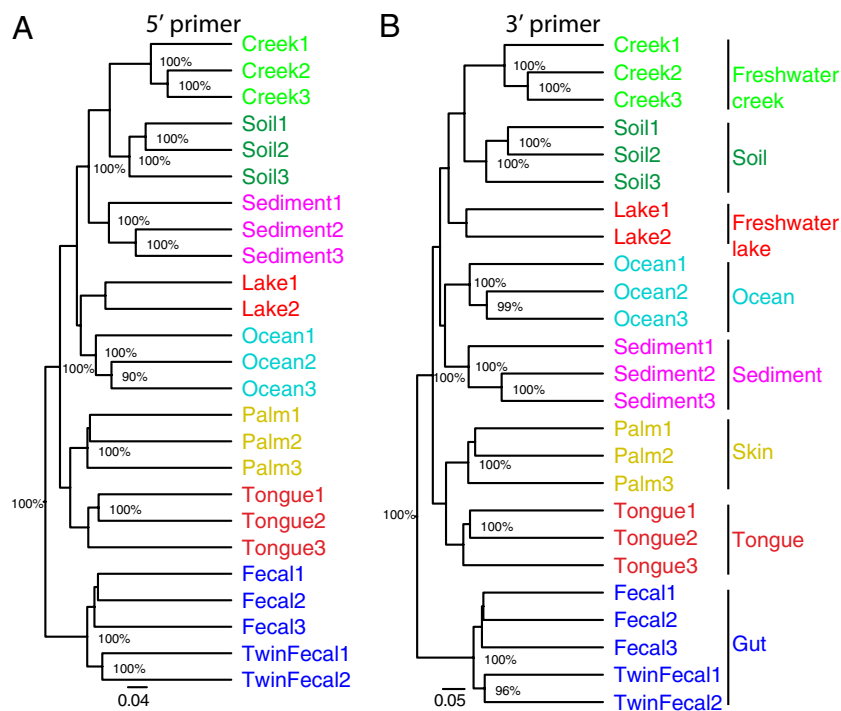 A
5′ primer
Creek1
100%
Creek2
100%
Creek3
Soil1
100%
Soil2
100%
100%
Soil3
Sediment1
100%
Sediment2
100%
Sediment3
Lake1
Lake2
Ocean1
100%
Ocean2
100%
90%
Ocean3
Palm1
Palm2
100%
Palm3
Tongue1
100%
Tongue2
100%
Tongue3
Fecal1
Fecal2
Fecal3
100%
TwinFecal1
100%
TwinFecal2
0.04
B
3′ primer
Creek1
100%
Creek2
100%
Creek3
Freshwater
creek
Soil1
100%
Soil2
100%
Soil3
Soil
Lake1
Lake2
Freshwater
lake
Ocean1
100%
Ocean2
99%
Ocean3
Ocean
Sediment1
100%
100%
Sediment2
100%
Sediment3
Sediment
Palm1
Palm2
100%
Palm3
Skin
Tongue1
100%
100%
Tongue2
Tongue3
Tongue
Fecal1
Fecal2
Fecal3
100%
TwinFecal1
96%
TwinFecal2
Gut
0.05